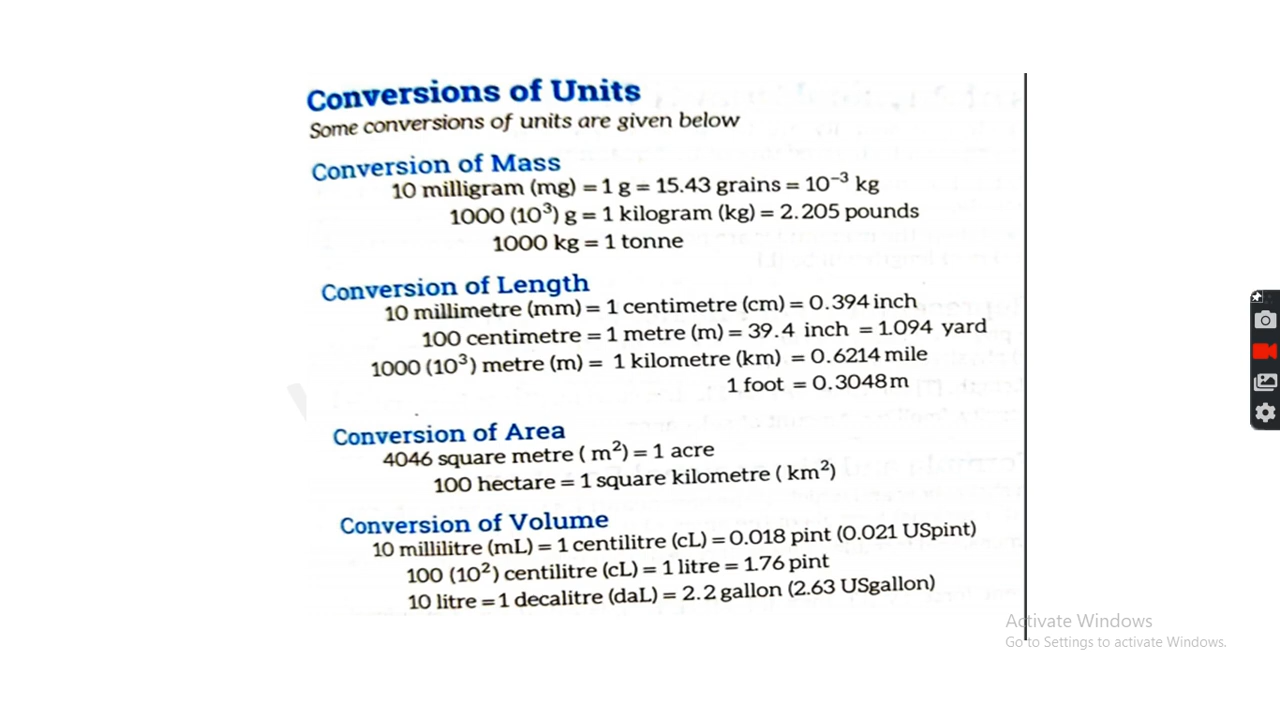 Conversions of Units
Some conversions of units are given below
Conversion of Mass
10 milligram (mg) = 1 g = 15.43 grains = 10⁻³ kg
1000 (10³) g = 1 kilogram (kg) = 2.205 pounds
1000 kg = 1 tonne
Conversion of Length
10 millimetre (mm) = 1 centimetre (cm) = 0.394 inch
100 centimetre = 1 metre (m) = 39.4 inch = 1.094 yard
1000 (10³) metre (m) = 1 kilometre (km) = 0.6214 mile
1 foot = 0.3048 m
Conversion of Area
4046 square metre ( m²) = 1 acre
100 hectare = 1 square kilometre ( km²)
Conversion of Volume
10 millilitre (mL) = 1 centilitre (cL) = 0.018 pint (0.021 USpint)
100 (10²) centilitre (cL) = 1 litre = 1.76 pint
10 litre = 1 decalitre (daL) = 2.2 gallon (2.63 USgallon)
Activate Windows
Go to Settings to activate Windows.